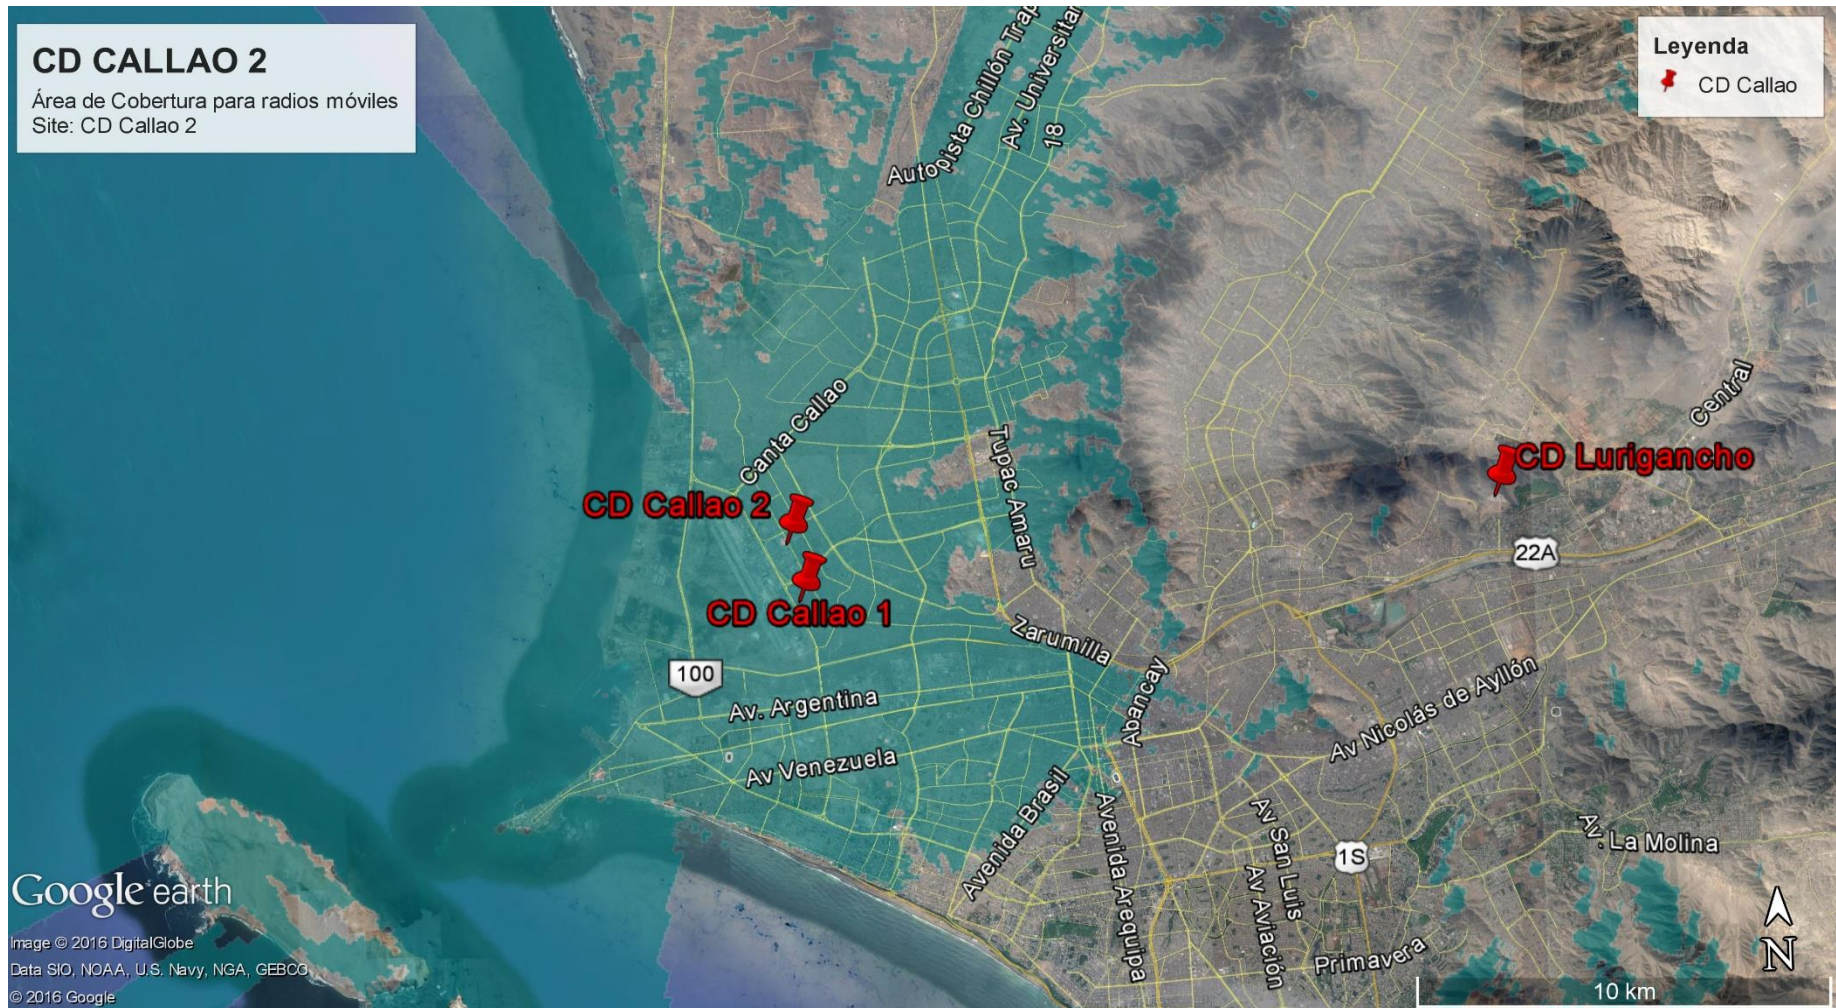 CD CALLAO 2
Área de Cobertura para radios móviles
Site: CD Callao 2
Leyenda
CD Callao
Autopista Chillón Trap
Av. Universitar
18
Canta Callao
Tupac Amaru
Central
CD Lurigancho
CD Callao 2
CD Callao 1
22A
Zarumilla
100
Abancay
Av. Argentina
Av Nicolás de Ayllón
Av Venezuela
Avenida Brasil
Avenida Arequipa
Av San Luis
Av Aviación
1S
Av. La Molina
Primavera
N
10 km
Google earth
Image © 2016 DigitalGlobe
Data SIO, NOAA, U.S. Navy, NGA, GEBCO
© 2016 Google